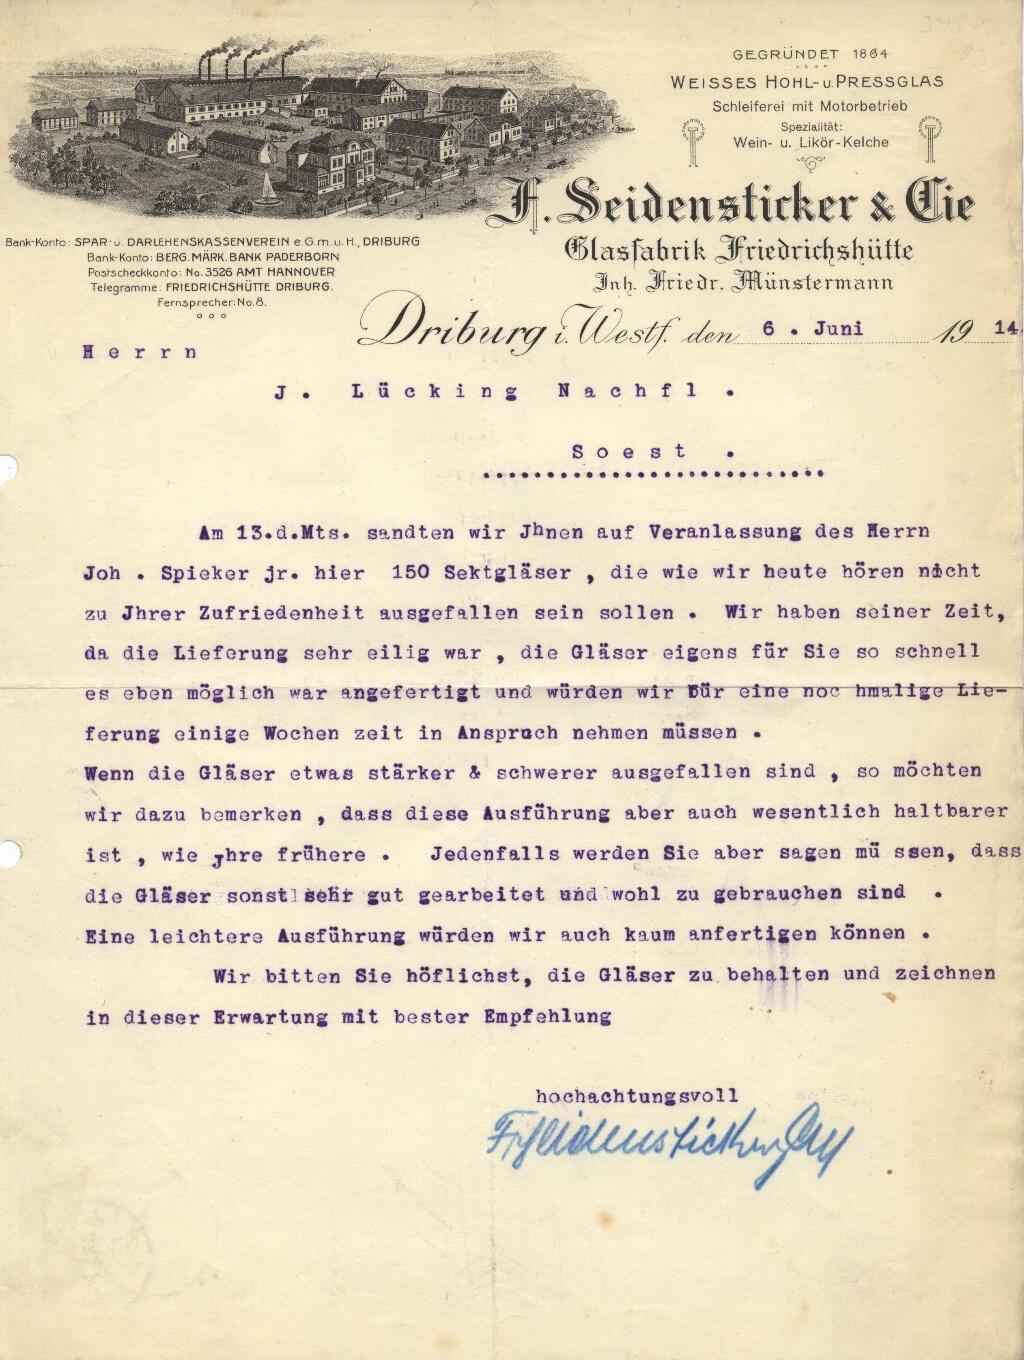 GEGRÜNDET 1864
WEISSES HOHL- u. PRESSGLAS
Schleiferei mit Motorbetrieb
Spezialität:
Wein- u. Likör-Kelche
F. Seidensticker & Cie
Glasfabrik Friedrichshütte
Inh. Friedr. Münstermann
Bank-Konto: SPAR- u. DARLEHENSKASSENVEREIN e.G.m.u.H., DRIBURG
Bank-Konto: BERG. MÄRK. BANK PADERBORN
Postscheckkonto: No. 3526 AMT HANNOVER
Telegramme: FRIEDRICHSHÜTTE DRIBURG.
Fernsprecher: No. 8.
Driburg i. Westf. den 6 . Juni 19 14.
Herrn
J. Lücking Nachfl .
Soest .
Am 13.d.Mts. sandten wir Jhnen auf Veranlassung des Herrn
Joh . Spieker jr. hier 150 Sektgläser , die wie wir heute hören nicht
zu Jhrer Zufriedenheit ausgefallen sein sollen . Wir haben seiner Zeit,
da die Lieferung sehr eilig war , die Gläser eigens für Sie so schnell
es eben möglich war angefertigt und würden wir für eine noc hmalige Lie-
ferung einige Wochen zeit in Anspruch nehmen müssen .
Wenn die Gläser etwas stärker & schwerer ausgefallen sind , so möchten
wir dazu bemerken , dass diese Ausführung aber auch wesentlich haltbarer
ist , wie Jhre frühere . Jedenfalls werden Sie aber sagen mü ssen, dass
die Gläser sonst sehr gut gearbeitet und wohl zu gebrauchen sind .
Eine leichtere Ausführung würden wir auch kaum anfertigen können .
Wir bitten Sie höflichst, die Gläser zu behalten und zeichnen
in dieser Erwartung mit bester Empfehlung
hochachtungsvoll
F. Seidensticker & Cie